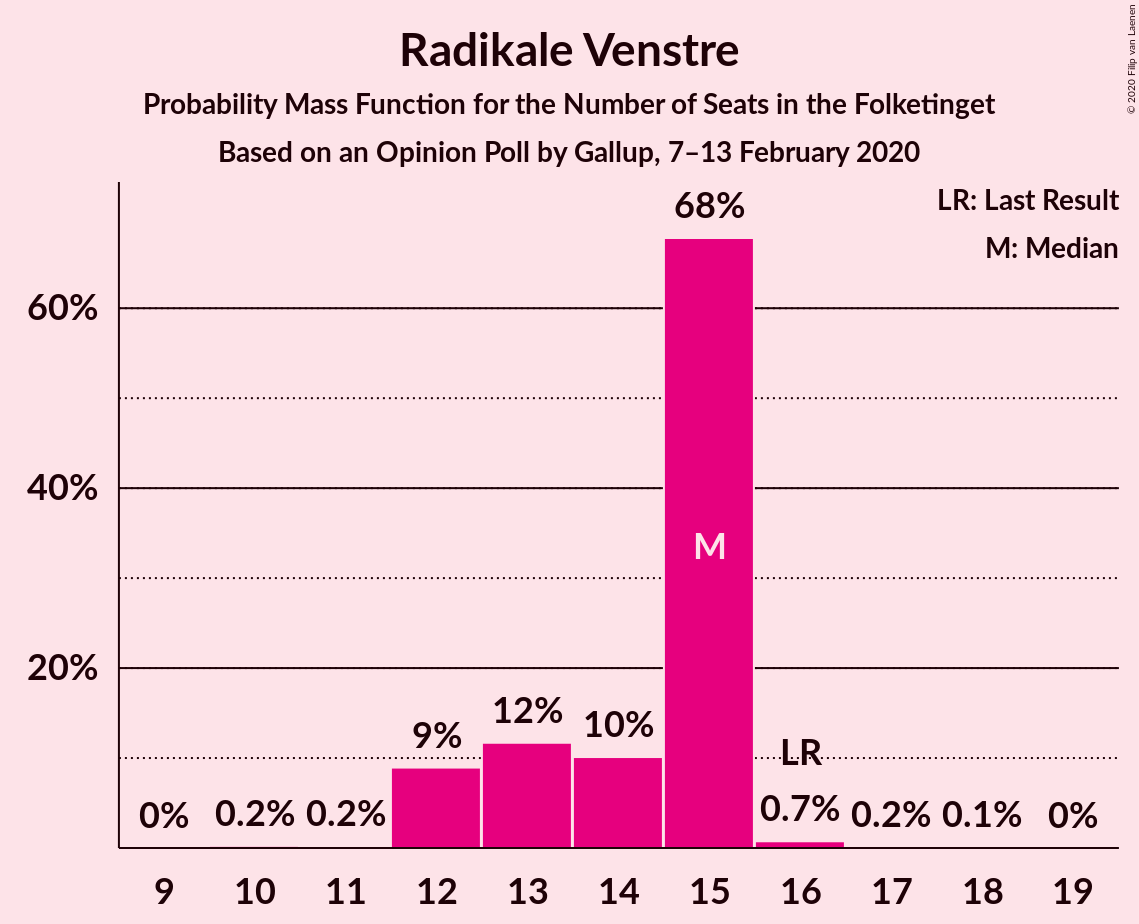 Radikale Venstre
Probability Mass Function for the Number of Seats in the Folketinget
Based on an Opinion Poll by Gallup, 7–13 February 2020
© 2020 Filip van Laenen
LR: Last Result
M: Median
68%
60%
40%
M
20%
12%
10%
9%
LR
0%
0.2%
0.2%
0.7%
0.2%
0.1%
0%
9 10 11 12 13 14 15 16 17 18 19